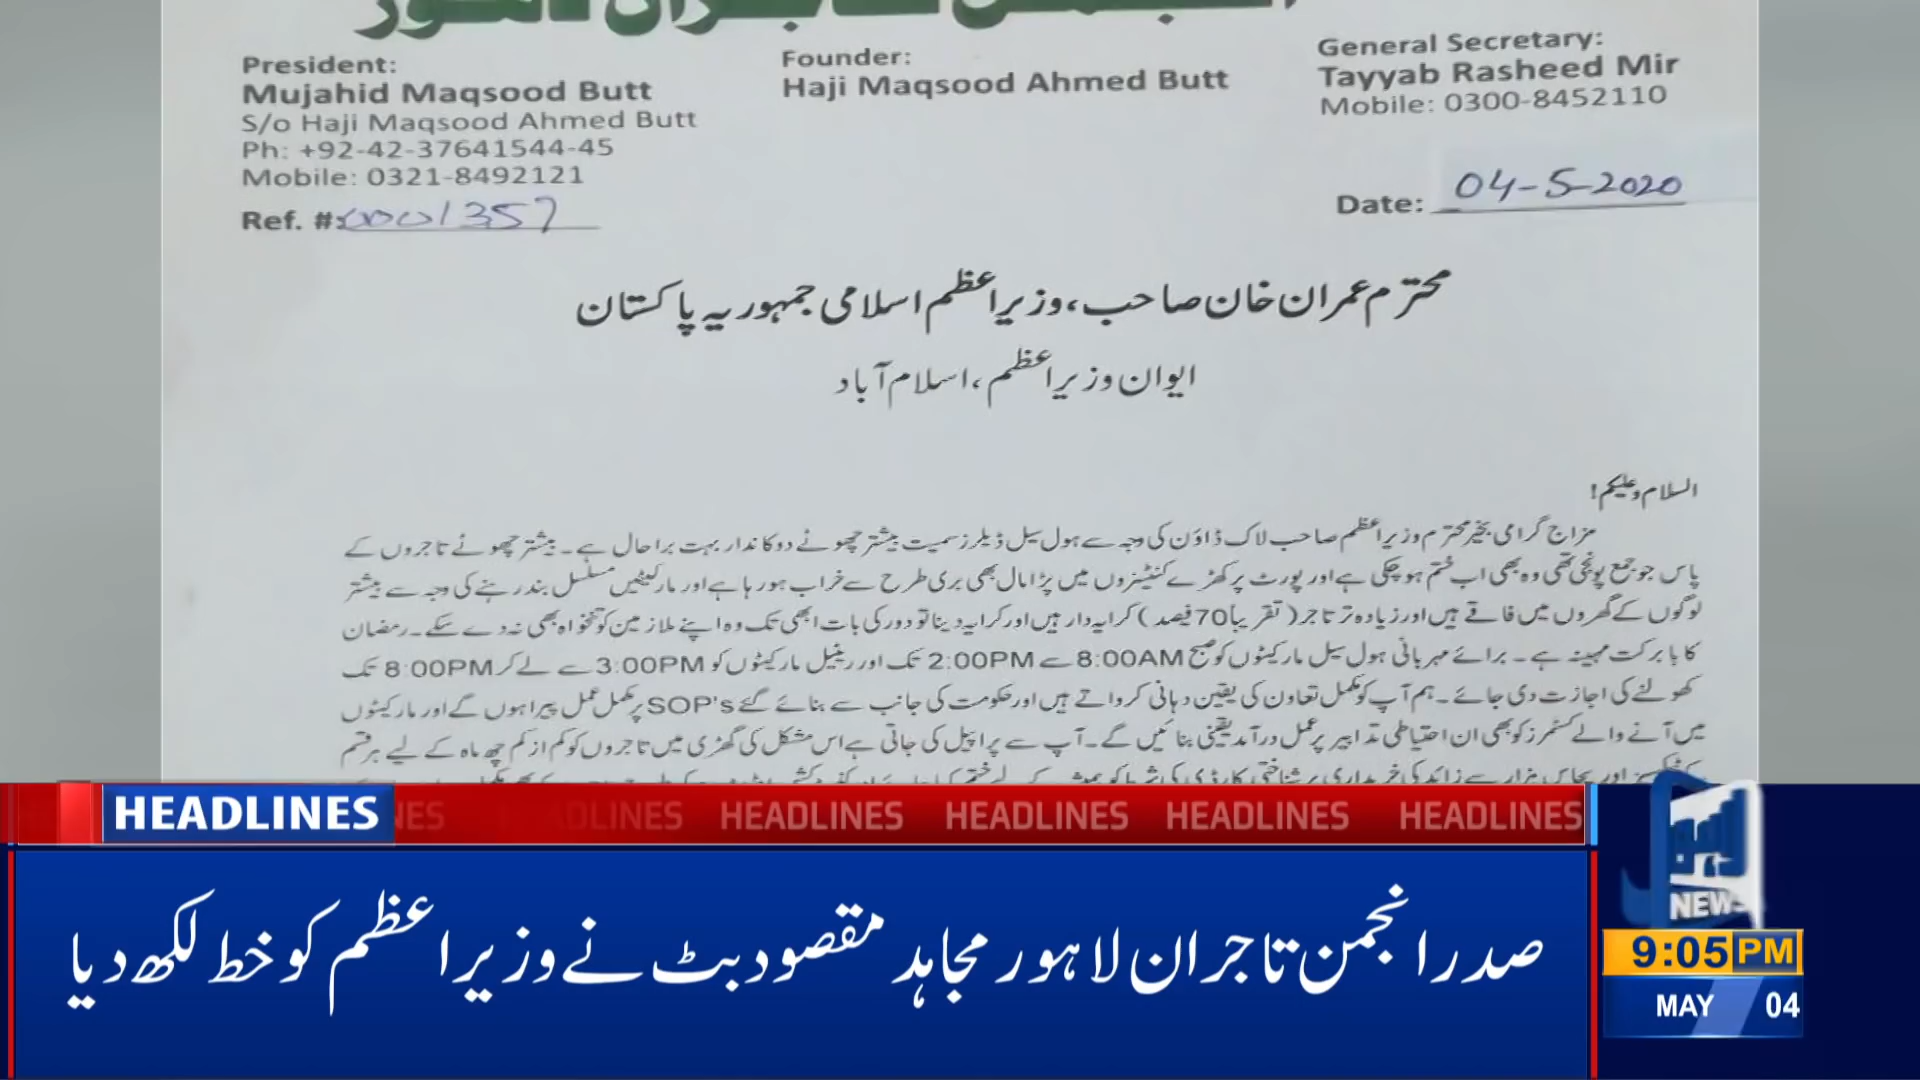 انجمن تاجران لاہور
President:
Mujahid Maqsood Butt
S/o Haji Maqsood Ahmed Butt
Ph: +92-42-37641544-45
Mobile: 0321-8492121
Ref. #: 0001357
Founder:
Haji Maqsood Ahmed Butt
General Secretary:
Tayyab Rasheed Mir
Mobile: 0300-8452110
Date: 04-5-2020
محترم عمران خان صاحب، وزیراعظم اسلامی جمہوریہ پاکستان
ایوان وزیراعظم، اسلام آباد
السلام وعلیکم!
مزاج گرامی بخیر محترم وزیراعظم صاحب لاک ڈاؤن کی وجہ سے ہول سیل ڈیلرز سمیت بیشتر چھوٹے دوکاندار بہت برا حال ہے۔ بیشتر چھوٹے تاجروں کے
پاس جو جمع پونجی تھی وہ بھی اب ختم ہو چکی ہے اور پورٹ پر کھڑے کنٹینروں میں پڑا مال بھی بری طرح سے خراب ہو رہا ہے اور مارکیٹیں مسلسل بند رہنے کی وجہ سے بیشتر
لوگوں کے گھروں میں فاقے ہیں اور زیادہ تر تاجر (تقریباً 70 فیصد) کرایہ دار ہیں اور کرایہ دینا تو دور کی بات ابھی تک وہ اپنے ملازمین کو تنخواہ بھی نہ دے سکے۔ رمضان
کا بابرکت مہینہ ہے۔ برائے مہربانی ہول سیل مارکیٹوں کو صبح 8:00AM سے 2:00PM تک اور ریٹیل مارکیٹوں کو 3:00PM سے لے کر 8:00PM تک
کھولنے کی اجازت دی جائے۔ ہم آپ کو مکمل تعاون کی یقین دہانی کرواتے ہیں اور حکومت کی جانب سے بنائے گئے SOP's پر مکمل عمل پیرا ہوں گے اور مارکیٹوں
میں آنے والے کسٹمرز کو بھی ان احتیاطی تدابیر پر عمل درآمد یقینی بنائیں گے۔ آپ سے پر اپیل کی جاتی ہے اس مشکل کی گھڑی میں تاجروں کو کم از کم چھ ماہ کے لیے ہر قسم
HEADLINES
HEADLINES HEADLINES HEADLINES HEADLINES
صدر انجمن تاجران لاہور مجاہد مقصود بٹ نے وزیراعظم کو خط لکھ دیا
NEWS
9:05 PM
MAY 04